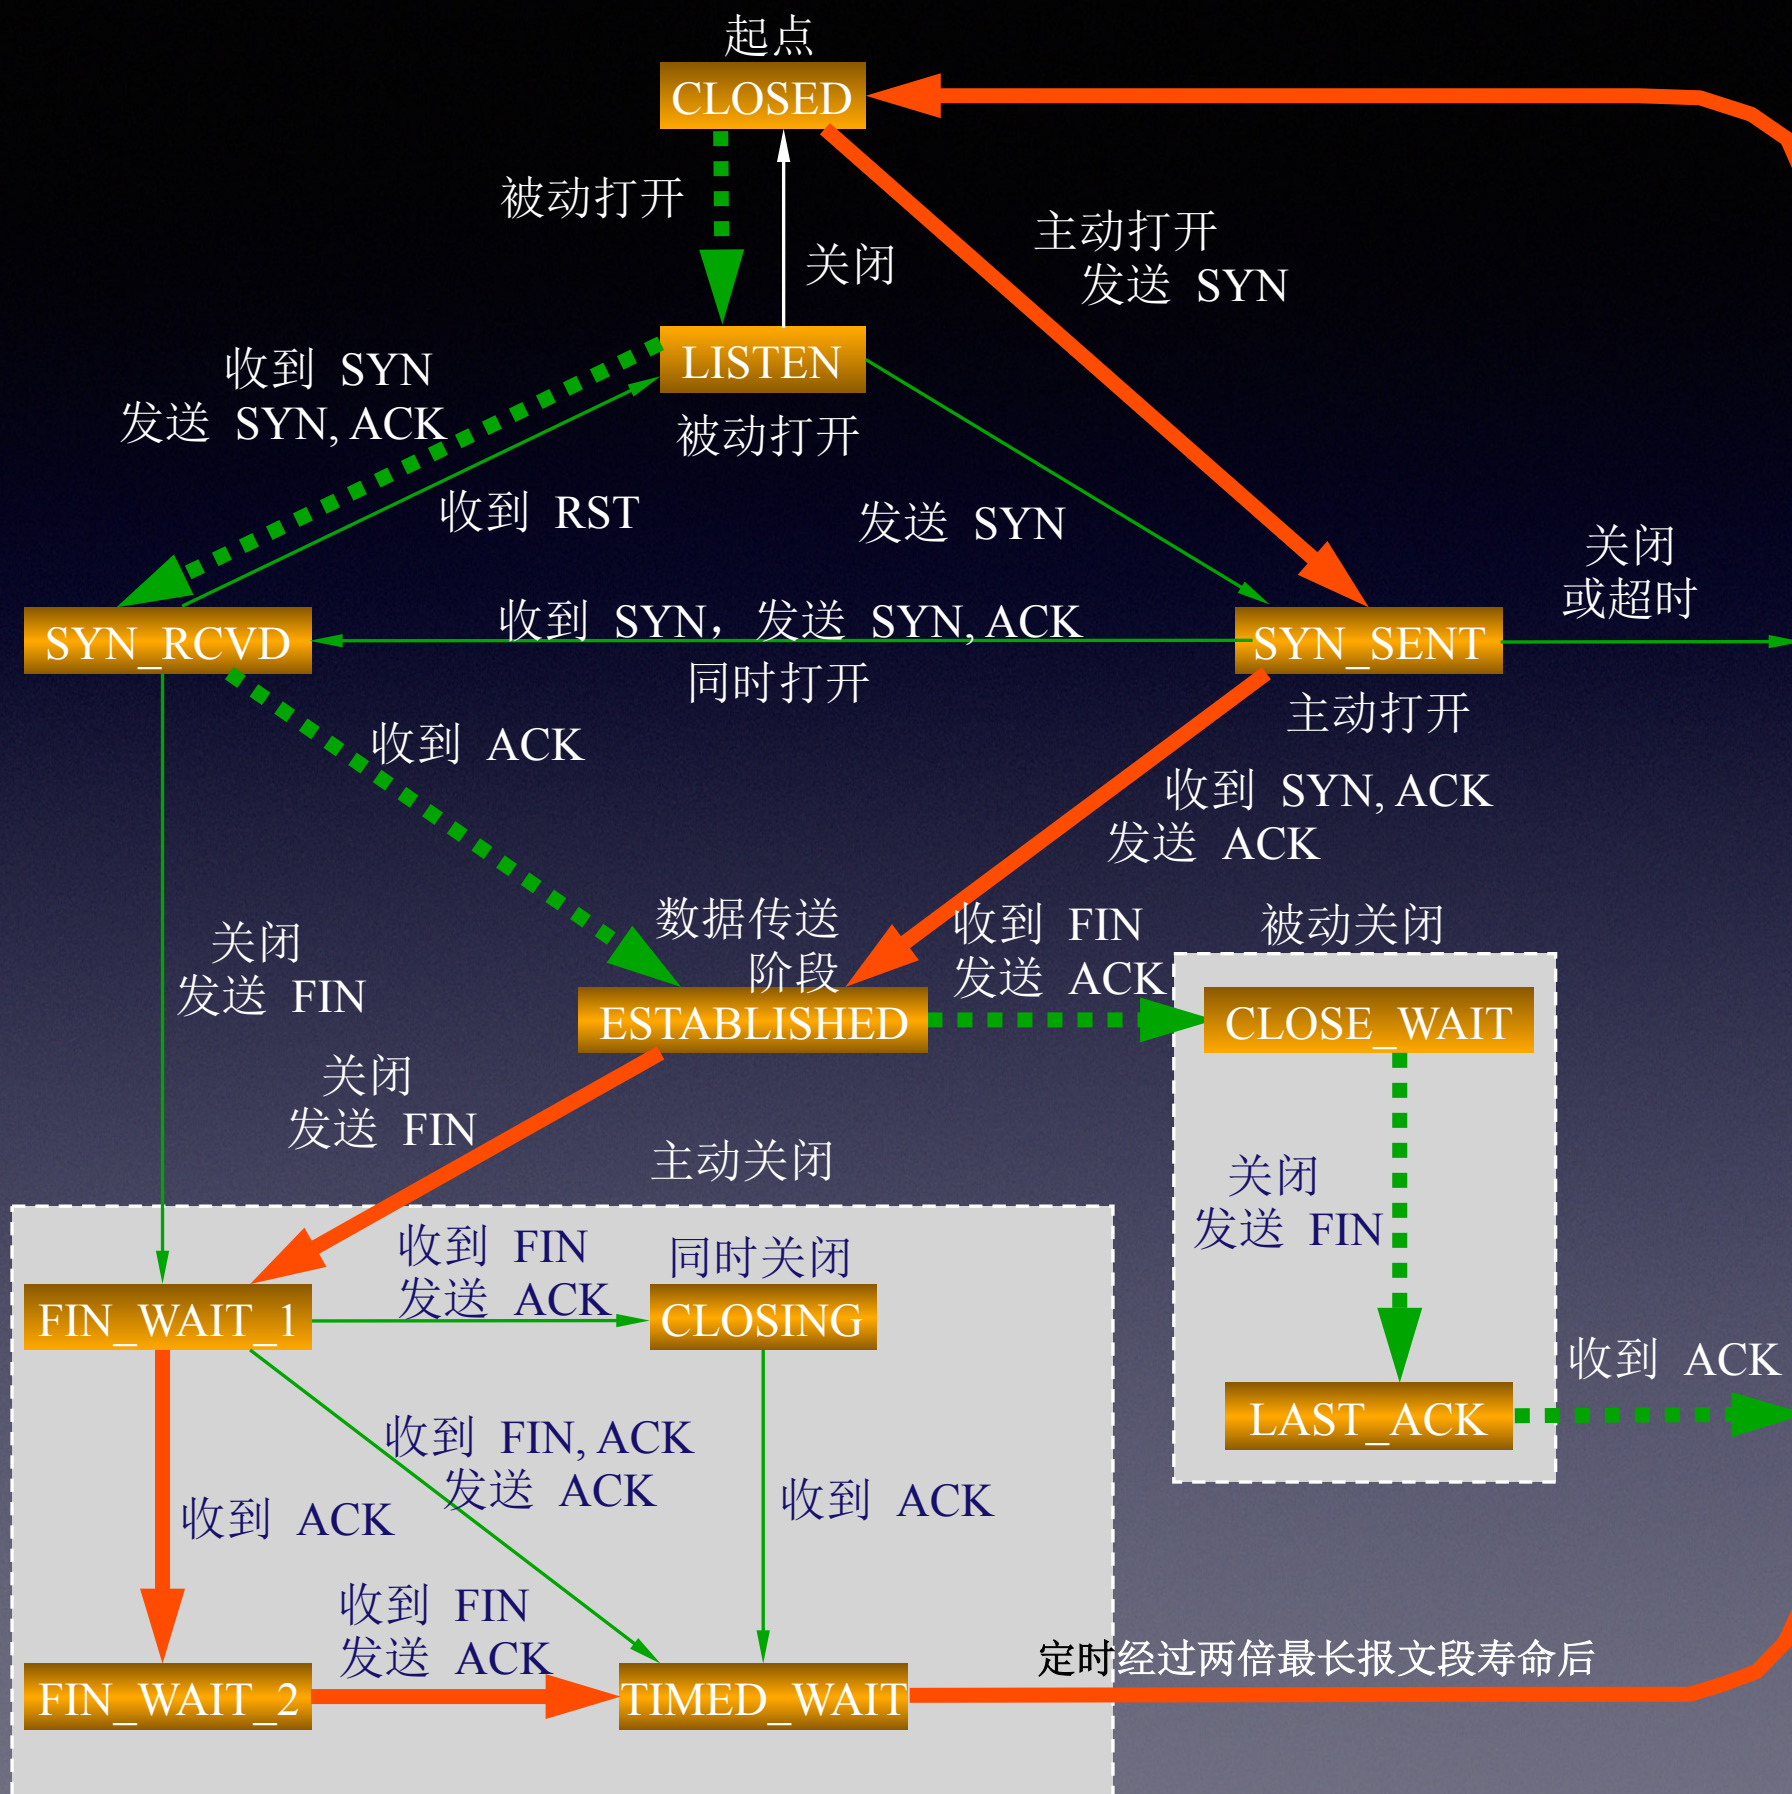 起点
CLOSED
被动打开
主动打开
发送 SYN
关闭
收到 SYN
发送 SYN, ACK
LISTEN
被动打开
收到 RST
发送 SYN
关闭
或超时
SYN_RCVD
收到 SYN，发送 SYN, ACK
SYN_SENT
同时打开
主动打开
收到 ACK
收到 SYN, ACK
发送 ACK
数据传送
阶段
收到 FIN
发送 ACK
被动关闭
关闭
发送 FIN
ESTABLISHED
CLOSE_WAIT
关闭
发送 FIN
主动关闭
关闭
发送 FIN
收到 FIN
发送 ACK
同时关闭
FIN_WAIT_1
CLOSING
收到 ACK
LAST_ACK
收到 FIN, ACK
发送 ACK
收到 ACK
收到 ACK
收到 FIN
发送 ACK
定时经过两倍最长报文段寿命后
FIN_WAIT_2
TIMED_WAIT